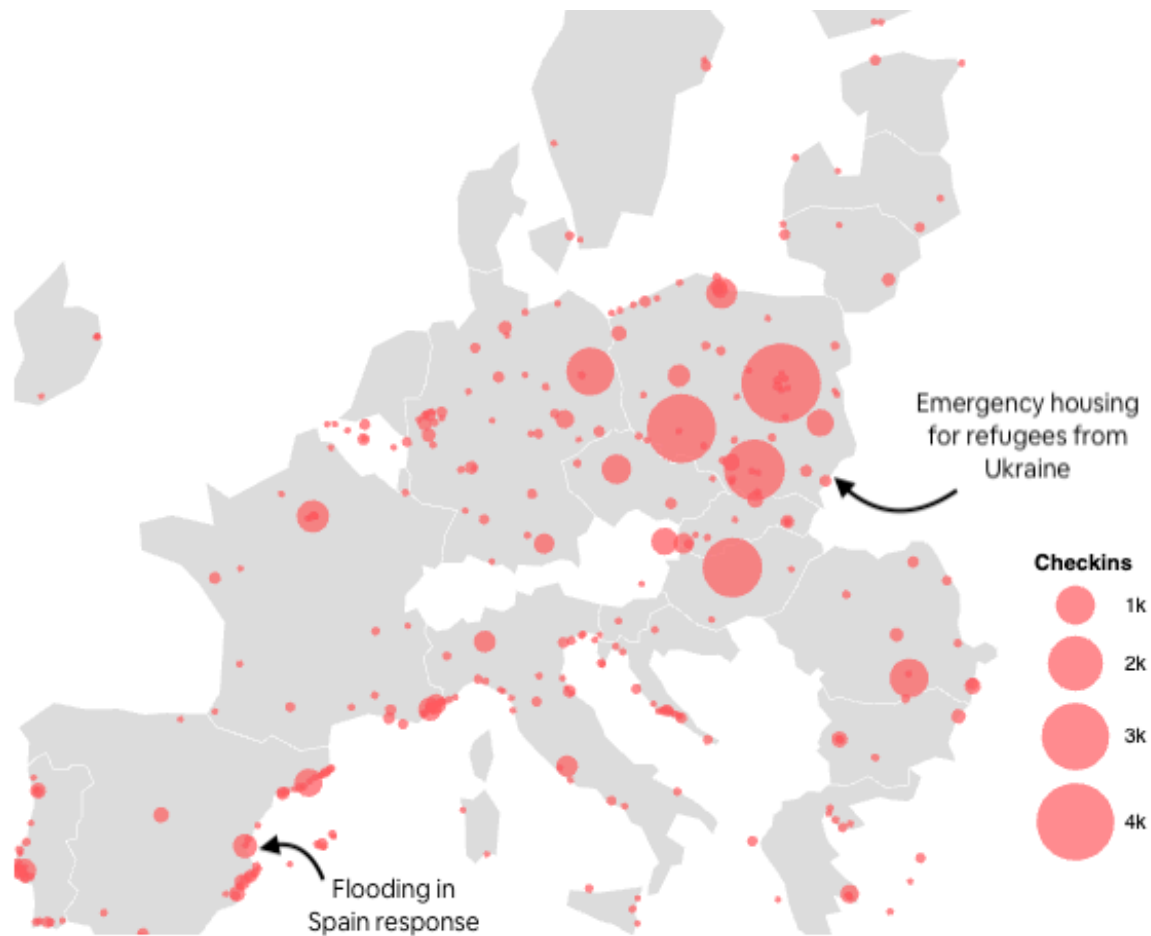 Emergency housing
for refugees from
Ukraine
Checkins
1k
2k
3k
4k
Flooding in
Spain response